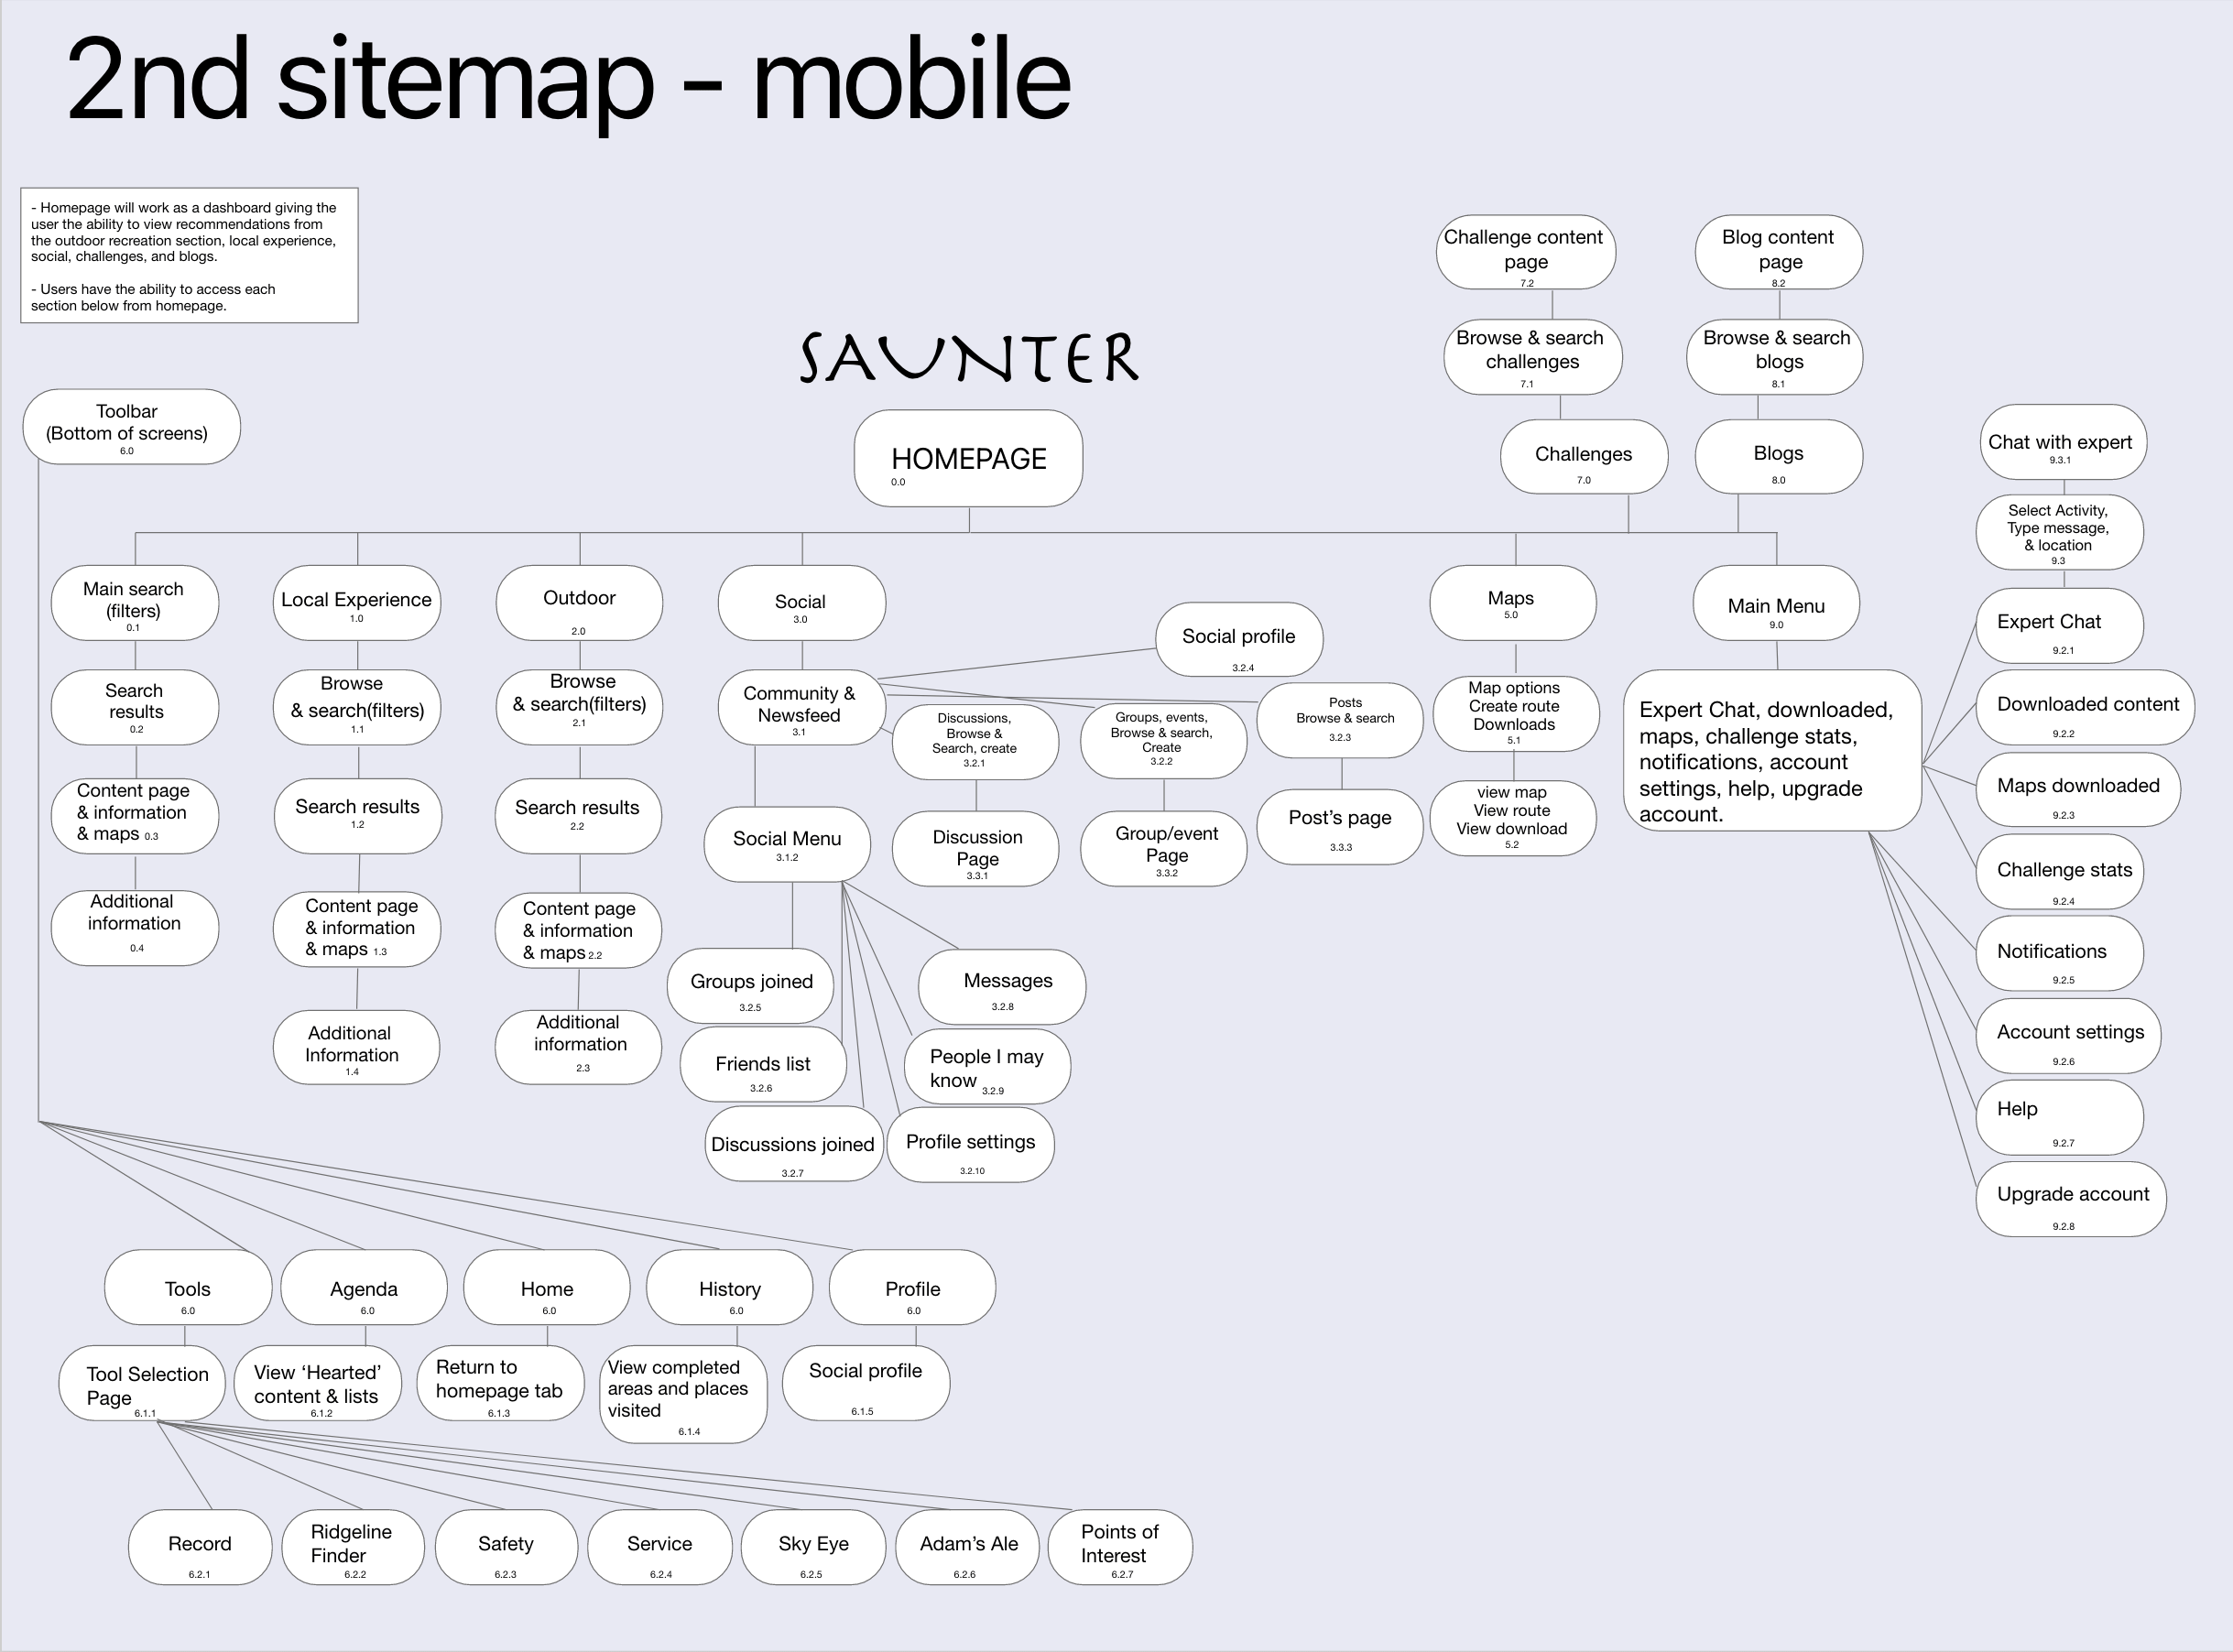 2nd sitemap - mobile
- Homepage will work as a dashboard giving the
user the ability to view recommendations from
the outdoor recreation section, local experience,
social, challenges, and blogs.
- Users have the ability to access each
section below from homepage.
SAUNTER
HOMEPAGE
0.0
Toolbar
(Bottom of screens)
6.0
Challenge content
page
7.2
Browse & search
challenges
7.1
Challenges
7.0
Blog content
page
8.2
Browse & search
blogs
8.1
Blogs
8.0
Main search
(filters)
0.1
Search
results
0.2
Content page
& information
& maps 0.3
Additional
information
0.4
Local Experience
1.0
Browse
& search(filters)
1.1
Search results
1.2
Content page
& information
& maps 1.3
Additional
Information
1.4
Outdoor
2.0
Browse
& search(filters)
2.1
Search results
2.2
Content page
& information
& maps 2.2
Additional
information
2.3
Social
3.0
Community &
Newsfeed
3.1
Social profile
3.2.4
Discussions,
Browse &
Search, create
3.2.1
Groups, events,
Browse & search,
Create
3.2.2
Posts
Browse & search
3.2.3
Discussion
Page
3.3.1
Group/event
Page
3.3.2
Post's page
3.3.3
Social Menu
3.1.2
Groups joined
3.2.5
Friends list
3.2.6
Discussions joined
3.2.7
Messages
3.2.8
People I may
know 3.2.9
Profile settings
3.2.10
Maps
5.0
Map options
Create route
Downloads
5.1
view map
View route
View download
5.2
Main Menu
9.0
Expert Chat, downloaded,
maps, challenge stats,
notifications, account
settings, help, upgrade
account.
Chat with expert
9.3.1
Select Activity,
Type message,
& location
9.3
Expert Chat
9.2.1
Downloaded content
9.2.2
Maps downloaded
9.2.3
Challenge stats
9.2.4
Notifications
9.2.5
Account settings
9.2.6
Help
9.2.7
Upgrade account
9.2.8
Tools
6.0
Agenda
6.0
Home
6.0
History
6.0
Profile
6.0
Tool Selection
Page
6.1.1
View ‘Hearted’
content & lists
6.1.2
Return to
homepage tab
6.1.3
View completed
areas and places
visited
6.1.4
Social profile
6.1.5
Record
6.2.1
Ridgeline
Finder
6.2.2
Safety
6.2.3
Service
6.2.4
Sky Eye
6.2.5
Adam’s Ale
6.2.6
Points of
Interest
6.2.7